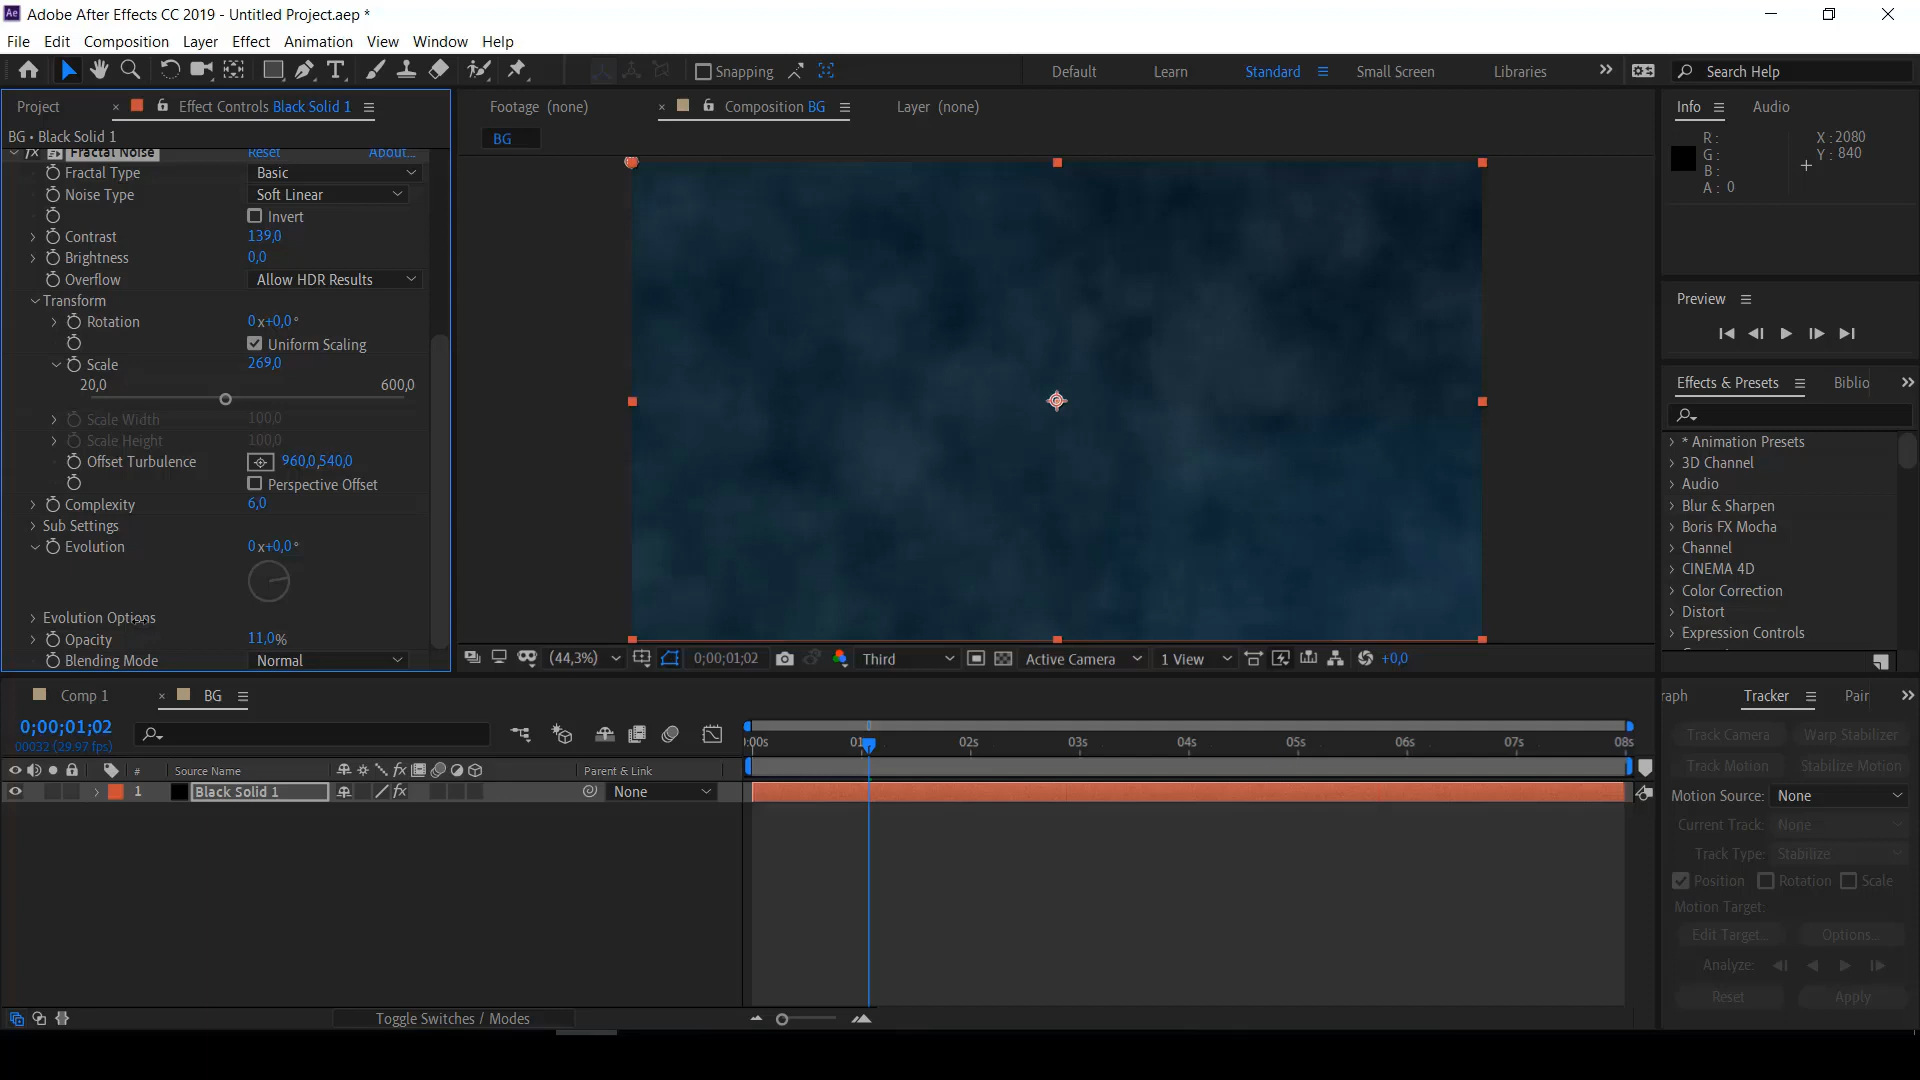 Ae Adobe After Effects CC 2019 - Untitled Project.aep *
File Edit Composition Layer Effect Animation View Window Help
Snapping Default Learn Standard Small Screen Libraries Search Help
Project Effect Controls Black Solid 1 Footage (none) Composition BG Layer (none) Info Audio
BG • Black Solid 1 BG
R: X: 2080
G: Y: 840
B:
A: 0
fx Fractal Noise Reset About...
Fractal Type Basic
Noise Type Soft Linear
Invert
Contrast 139,0
Brightness 0,0
Overflow Allow HDR Results
Transform
Preview
Rotation 0x+0,0°
Uniform Scaling
Scale 269,0
20,0 600,0
Effects & Presets Biblio
Scale Width 100,0
Scale Height 100,0
* Animation Presets
Offset Turbulence 960,0,540,0
3D Channel
Perspective Offset
Audio
Complexity 6,0
Blur & Sharpen
Sub Settings
Boris FX Mocha
Evolution 0x+0,0°
Channel
CINEMA 4D
Color Correction
Evolution Options
Distort
Opacity 11,0%
Expression Controls
Blending Mode Normal
(44,3%) 0;00;01;02 Third Active Camera 1 View +0,0
Comp 1 BG
raph Tracker Pair
0;00;01;02
00032 (29.97 fps)
Track Camera Warp Stabilizer
:00s 01 02s 03s 04s 05s 06s 07s 08s
Track Motion Stabilize Motion
# Source Name fx Parent & Link
1 Black Solid 1 fx None
Motion Source: None
Current Track: None
Track Type: Stabilize
Position Rotation Scale
Motion Target:
Edit Target... Options...
Analyze:
Reset Apply
Toggle Switches / Modes